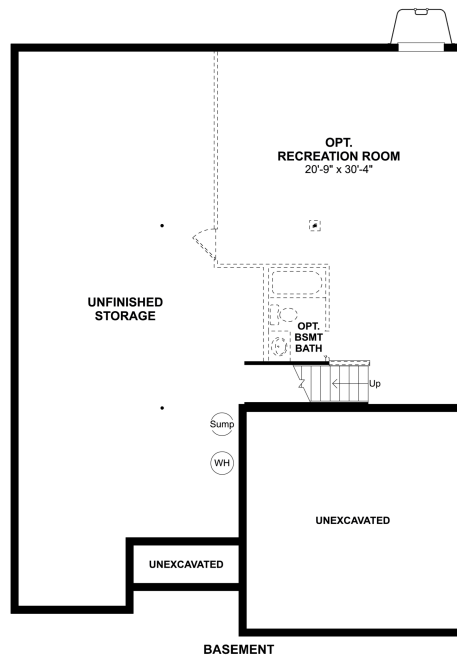 OPT.
RECREATION ROOM
20'-9" x 30'-4"
UNFINISHED
STORAGE
OPT.
BSMT
BATH
Up
Sump
WH
UNEXCAVATED
UNEXCAVATED
BASEMENT